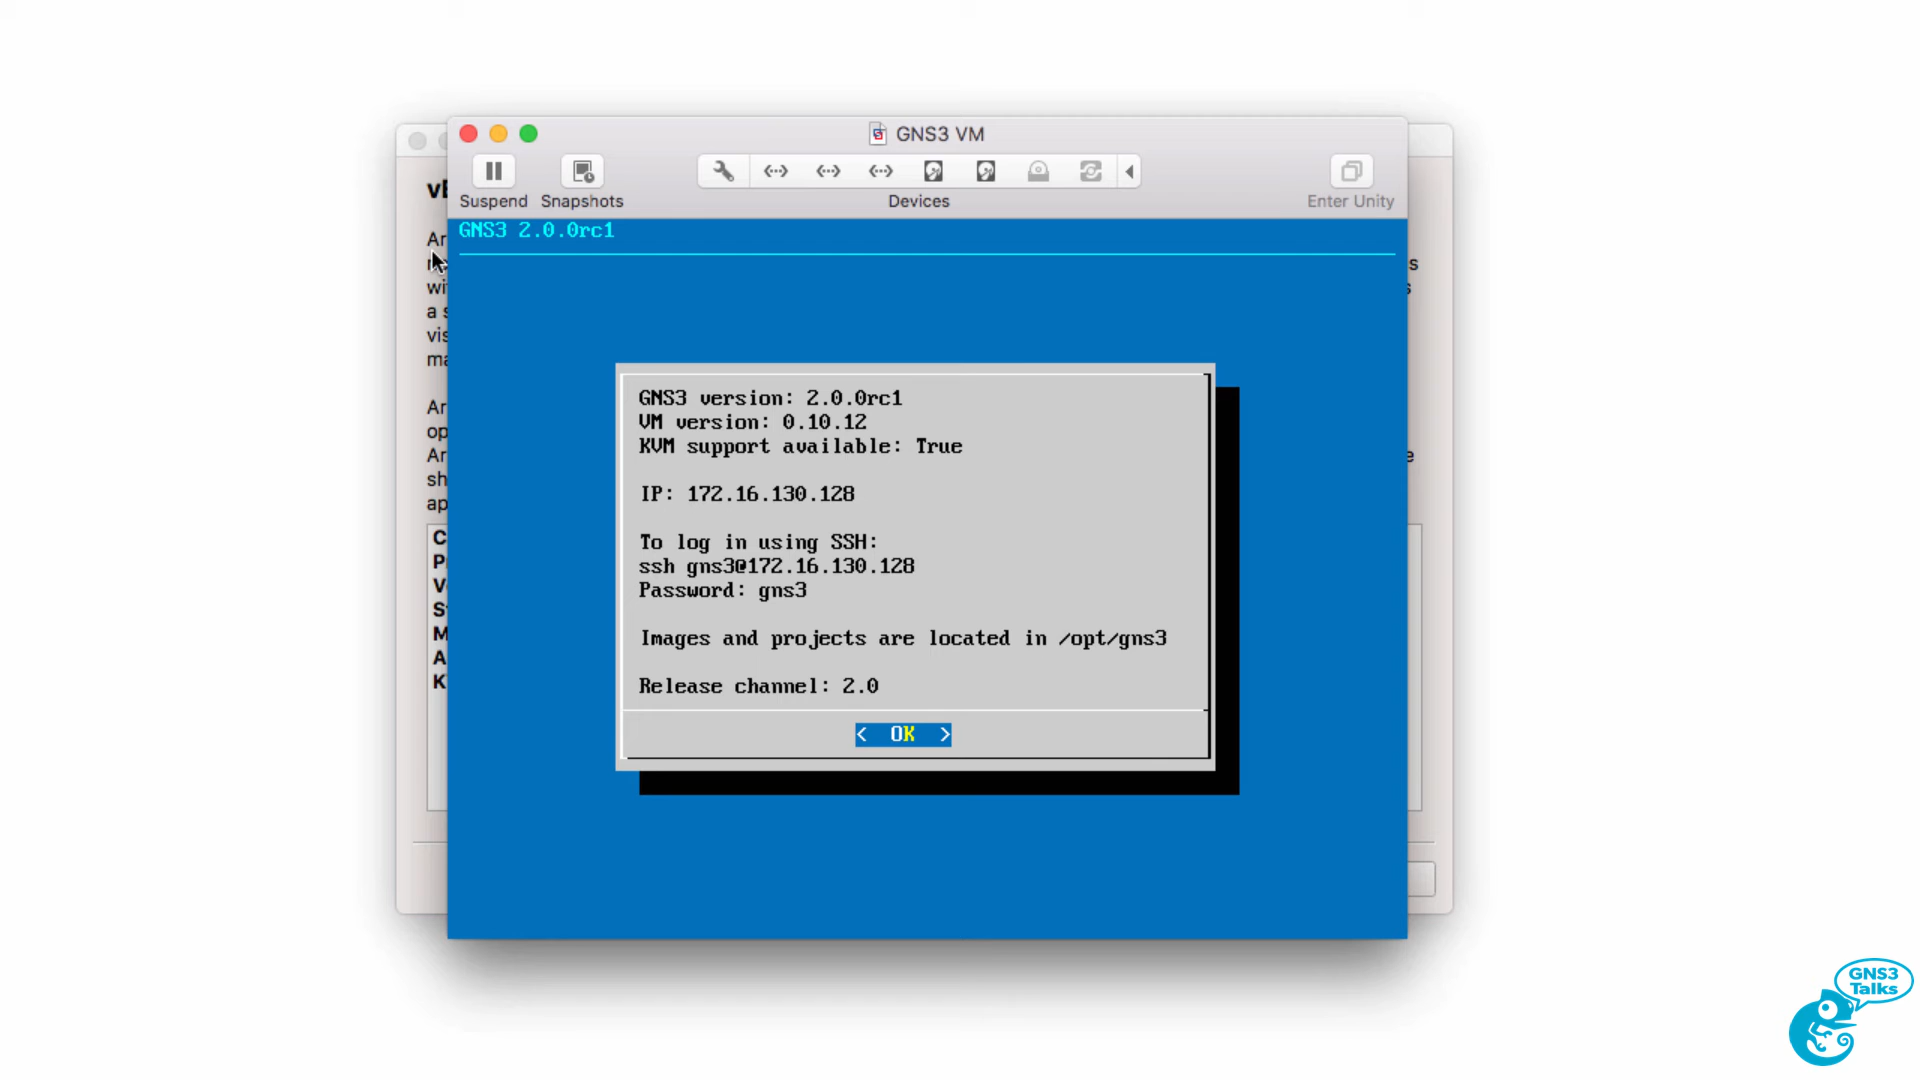 GNS3 VM
Suspend
Snapshots
Devices
Enter Unity
GNS3 2.0.0rc1
GNS3 version: 2.0.0rc1
VM version: 0.10.12
KVM support available: True
IP: 172.16.130.128
To log in using SSH:
ssh gns3@172.16.130.128
Password: gns3
Images and projects are located in /opt/gns3
Release channel: 2.0
< OK >
GNS3
Talks